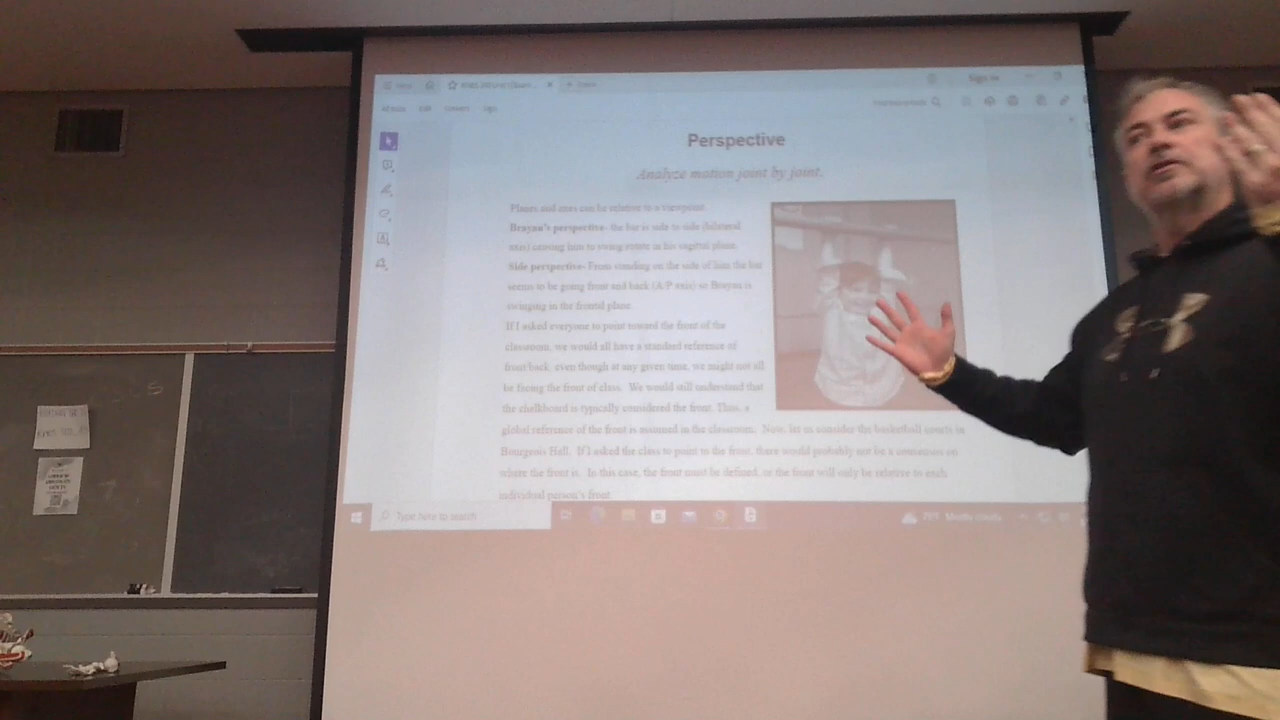 Sign in
Edit
Perspective
Analyze motion joint by joint.
Planes and axes can be relative to a viewpoint.
Brayan's perspective- the bar is side to side (bilateral
axis) causing him to swing/rotate in his sagittal plane.
Side perspective- From standing on the side of him the bar
seems to be going front and back (A/P axis) so Brayan is
swinging in the frontal plane.
If I asked everyone to point toward the front of the
classroom, we would all have a standard reference of
front/back, even though at any given time, we might not all
be facing the front of class. We would still understand that
the chalkboard is typically considered the front. Thus, a
global reference of the front is assumed in the classroom. Now, let us consider the basketball courts in
Bourgeois Hall. If I asked the class to point to the front, there would probably not be a consensus on
where the front is. In this case, the front must be defined, or the front will only be relative to each
individual person's front.
Type here to search
Mostly cloudy